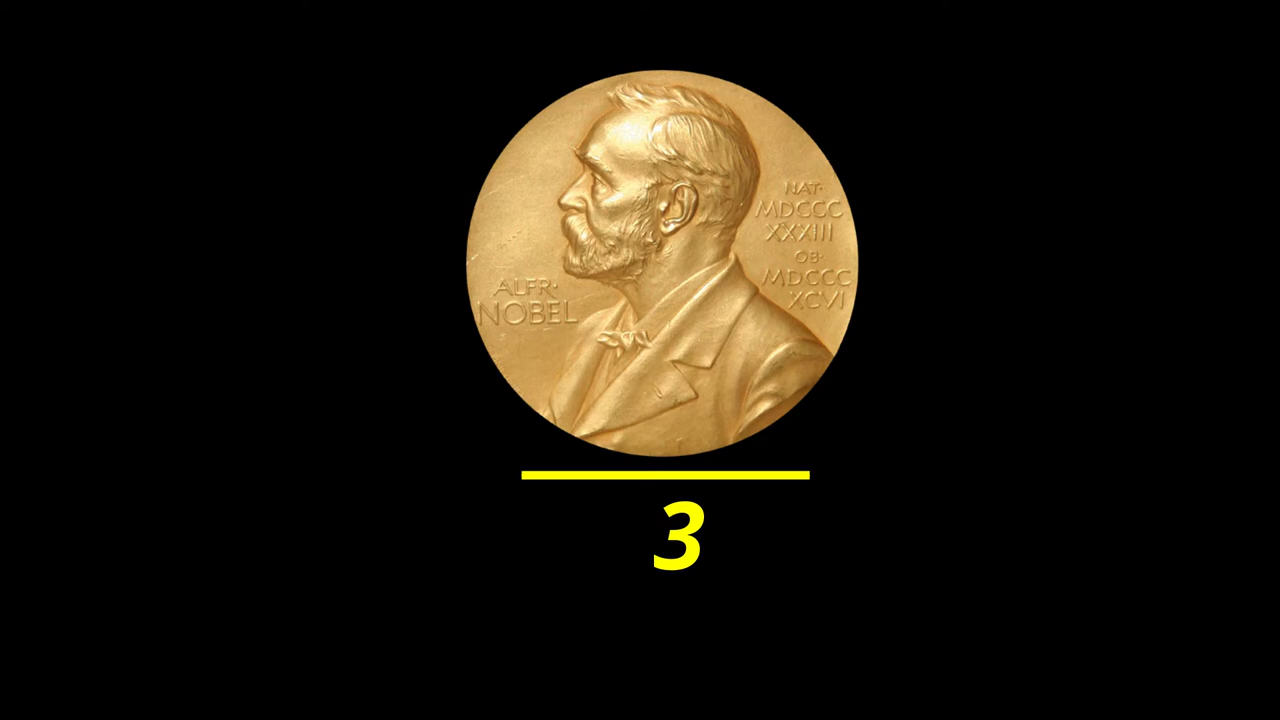 ALFR·
NOBEL
NAT·
MDCCC
XXXIII
OB·
MDCCC
XCVI
3